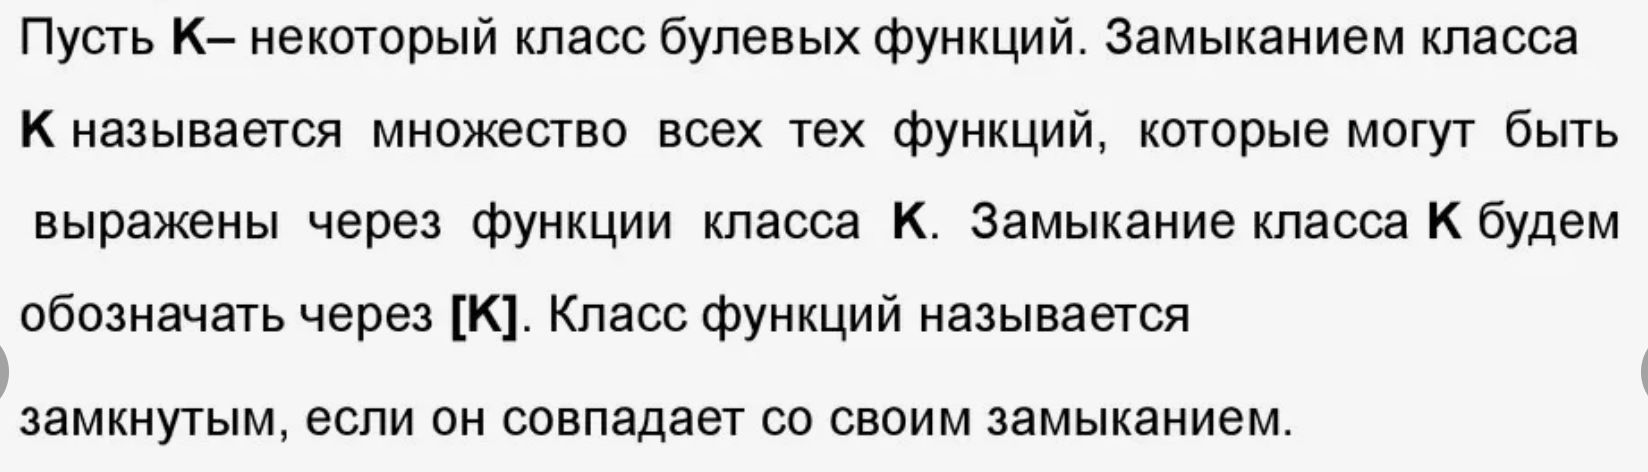 Пусть К– некоторый класс булевых функций. Замыканием класса
К называется множество всех тех функций, которые могут быть
выражены через функции класса К. Замыкание класса К будем
обозначать через [К]. Класс функций называется
замкнутым, если он совпадает со своим замыканием.